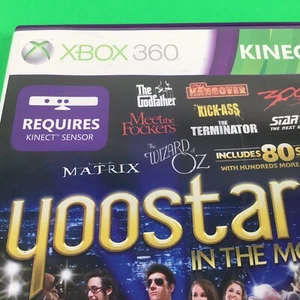 XBOX 360
KINEC
The Godfather
THE HANGOVER
300
REQUIRES
KINECT SENSOR
Meet the Fockers
KICK-ASS
THE TERMINATOR
STAR
THE MATRIX
THE WIZARD OF OZ
INCLUDES 80 S
WITH HUNDREDS MORE
yoostar
IN THE MO